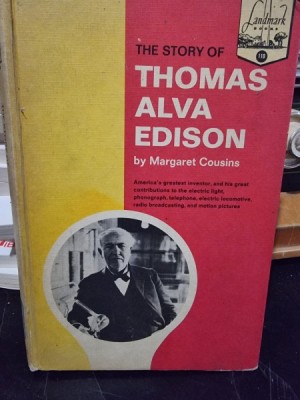 Landmark
BOOKS
110
THE STORY OF
THOMAS
ALVA
EDISON
by Margaret Cousins
America's greatest inventor, and his great
contributions to the electric light,
phonograph, telephone, electric locomotive,
radio broadcasting, and motion pictures